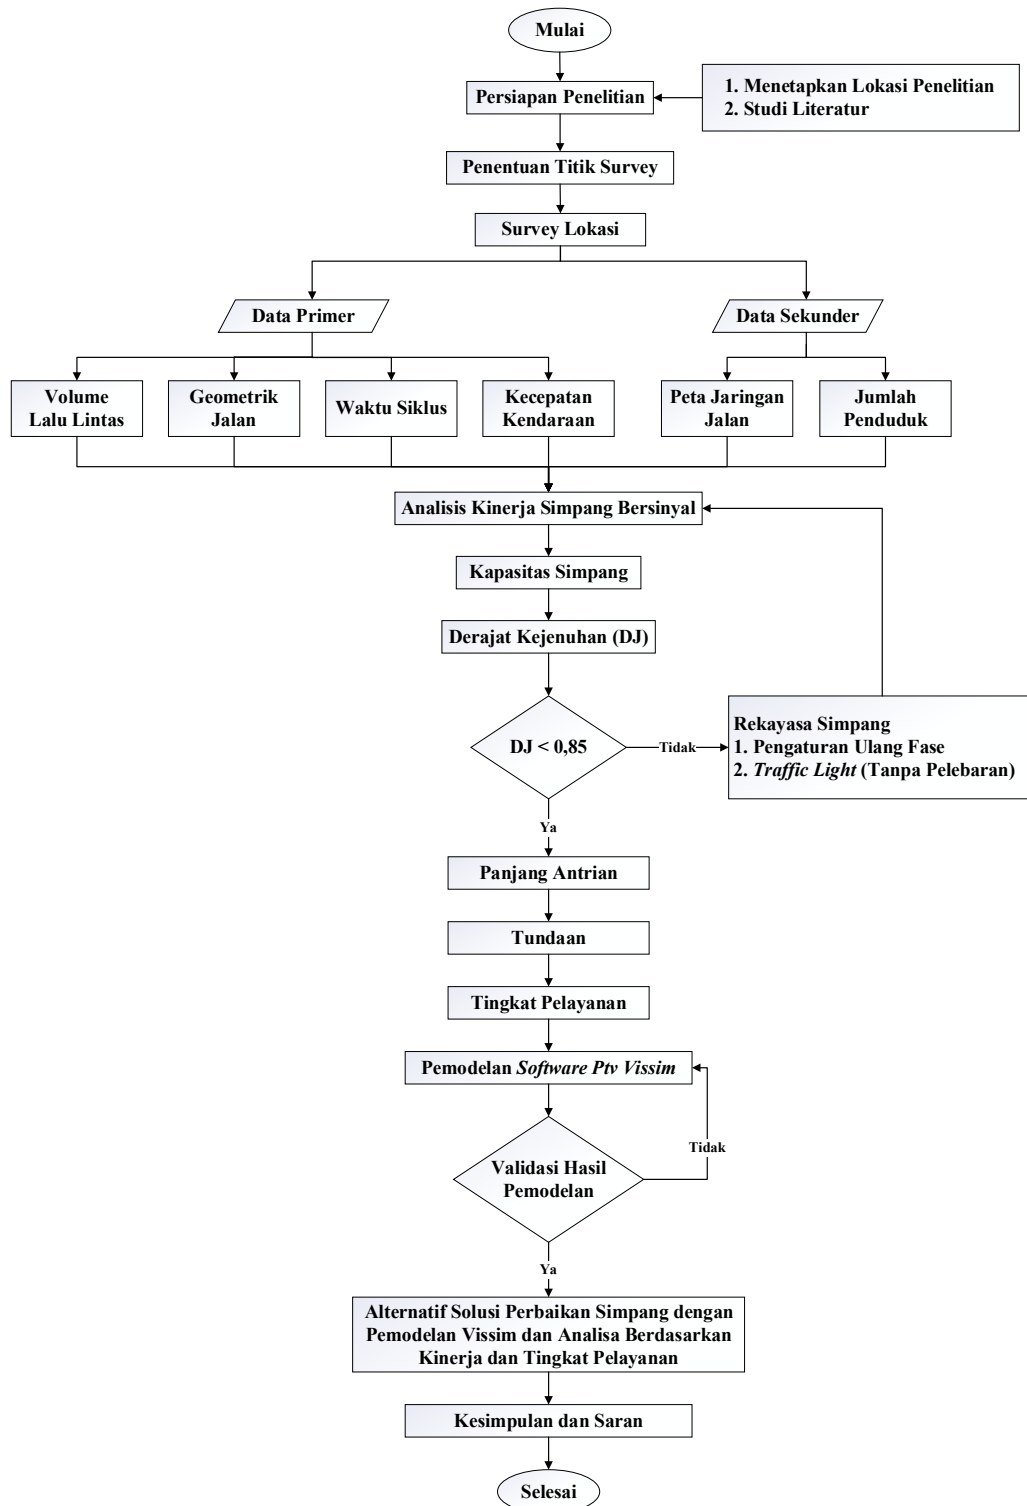 Mulai
Persiapan Penelitian
1. Menetapkan Lokasi Penelitian
2. Studi Literatur
Penentuan Titik Survey
Survey Lokasi
Data Primer
Data Sekunder
Volume
Lalu Lintas
Geometrik
Jalan
Waktu Siklus
Kecepatan
Kendaraan
Peta Jaringan
Jalan
Jumlah
Penduduk
Analisis Kinerja Simpang Bersinyal
Kapasitas Simpang
Derajat Kejenuhan (DJ)
DJ < 0,85
Tidak
Rekayasa Simpang
1. Pengaturan Ulang Fase
2. Traffic Light (Tanpa Pelebaran)
Ya
Panjang Antrian
Tundaan
Tingkat Pelayanan
Pemodelan Software Ptv Vissim
Tidak
Validasi Hasil
Pemodelan
Ya
Alternatif Solusi Perbaikan Simpang dengan
Pemodelan Vissim dan Analisa Berdasarkan
Kinerja dan Tingkat Pelayanan
Kesimpulan dan Saran
Selesai